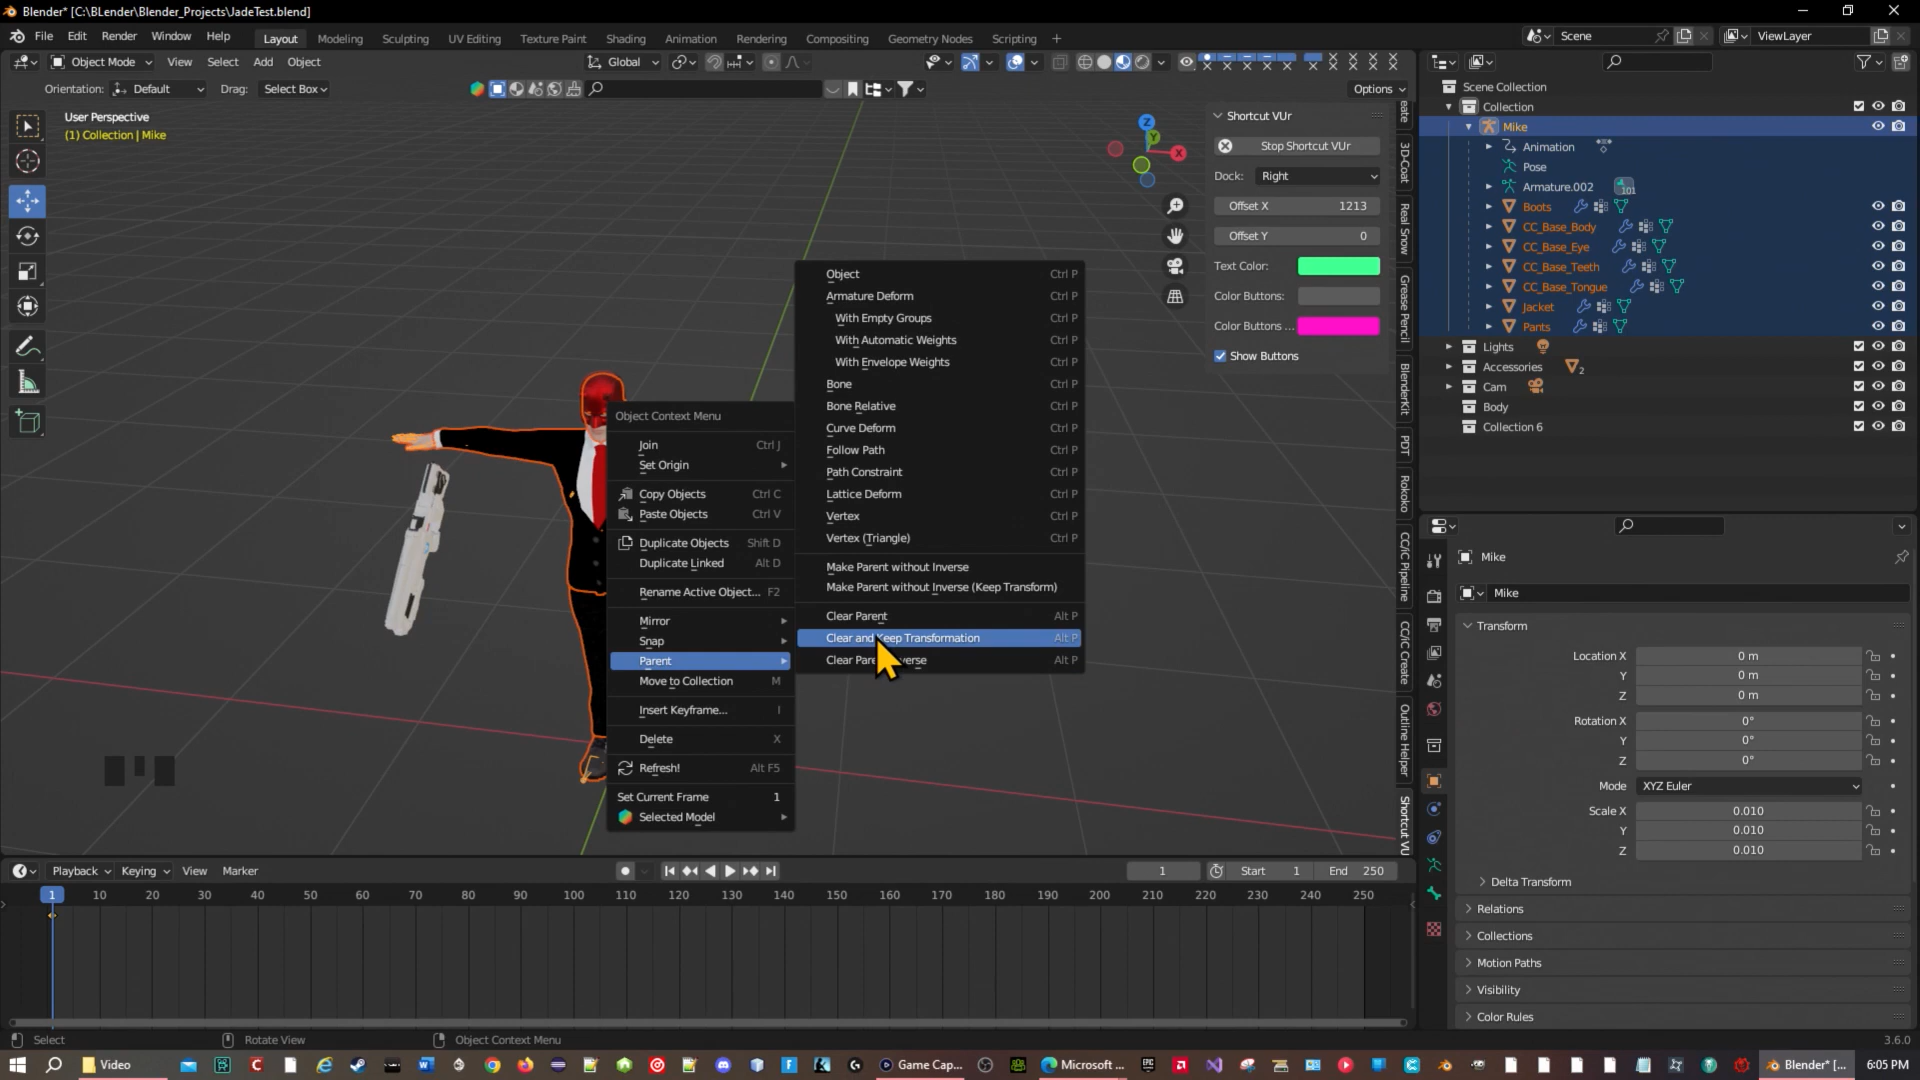 Blender* [C:\BLender\Blender_Projects\JadeTest.blend]
File Edit Render Window Help Layout Modeling Sculpting UV Editing Texture Paint Shading Animation Rendering Compositing Geometry Nodes Scripting + Scene ViewLayer
Object Mode View Select Add Object Global
Orientation: Default Drag: Select Box Options
User Perspective
(1) Collection | Mike
Z
Y
X
Shortcut VUr
Stop Shortcut VUr
Dock: Right
Offset X 1213
Offset Y 0
Text Color:
Color Buttons:
Color Buttons ...
Show Buttons
eate
3D-Coat
Real Snow
Grease Pencil
BlenderKit
PDT
Rokoko
CC/iC Pipeline
CC/iC Create
Outline Helper
Shortcut VU
Object Context Menu
Join Ctrl J
Set Origin
Copy Objects Ctrl C
Paste Objects Ctrl V
Duplicate Objects Shift D
Duplicate Linked Alt D
Rename Active Object... F2
Mirror
Snap
Parent
Move to Collection M
Insert Keyframe... I
Delete X
Refresh! Alt F5
Set Current Frame 1
Selected Model
Object Ctrl P
Armature Deform Ctrl P
With Empty Groups Ctrl P
With Automatic Weights Ctrl P
With Envelope Weights Ctrl P
Bone Ctrl P
Bone Relative Ctrl P
Curve Deform Ctrl P
Follow Path Ctrl P
Path Constraint Ctrl P
Lattice Deform Ctrl P
Vertex Ctrl P
Vertex (Triangle) Ctrl P
Make Parent without Inverse
Make Parent without Inverse (Keep Transform)
Clear Parent Alt P
Clear and Keep Transformation Alt P
Clear Pare verse Alt P
Scene Collection
Collection
Mike
Animation
Pose
Armature.002 101
Boots
CC_Base_Body
CC_Base_Eye
CC_Base_Teeth
CC_Base_Tongue
Jacket
Pants
Lights
Accessories 2
Cam
Body
Collection 6
Mike
Mike
Transform
Location X 0 m
Y 0 m
Z 0 m
Rotation X 0°
Y 0°
Z 0°
Mode XYZ Euler
Scale X 0.010
Y 0.010
Z 0.010
Delta Transform
Relations
Collections
Motion Paths
Visibility
Color Rules
Playback Keying View Marker 1 Start 1 End 250
1 10 20 30 40 50 60 70 80 90 100 110 120 130 140 150 160 170 180 190 200 210 220 230 240 250
Select Rotate View Object Context Menu 3.6.0
Video Game Cap... Microsoft ... Blender* [... 6:05 PM